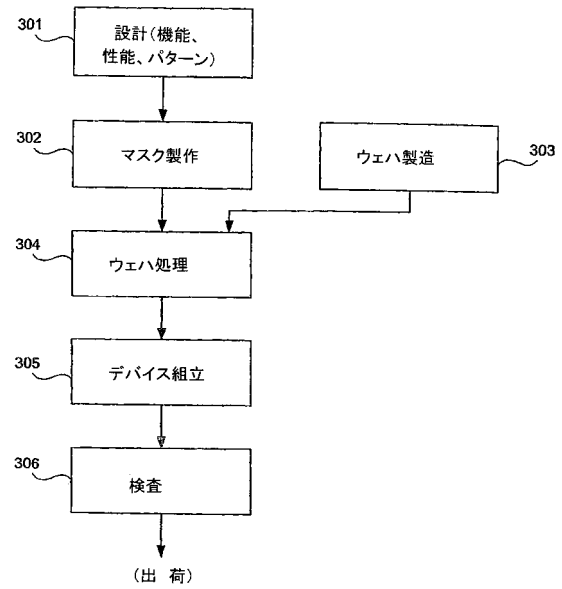 301
設計（機能、
性能、パターン）
302
マスク製作
ウェハ製造
303
304
ウェハ処理
305
デバイス組立
306
検査
（出 荷）